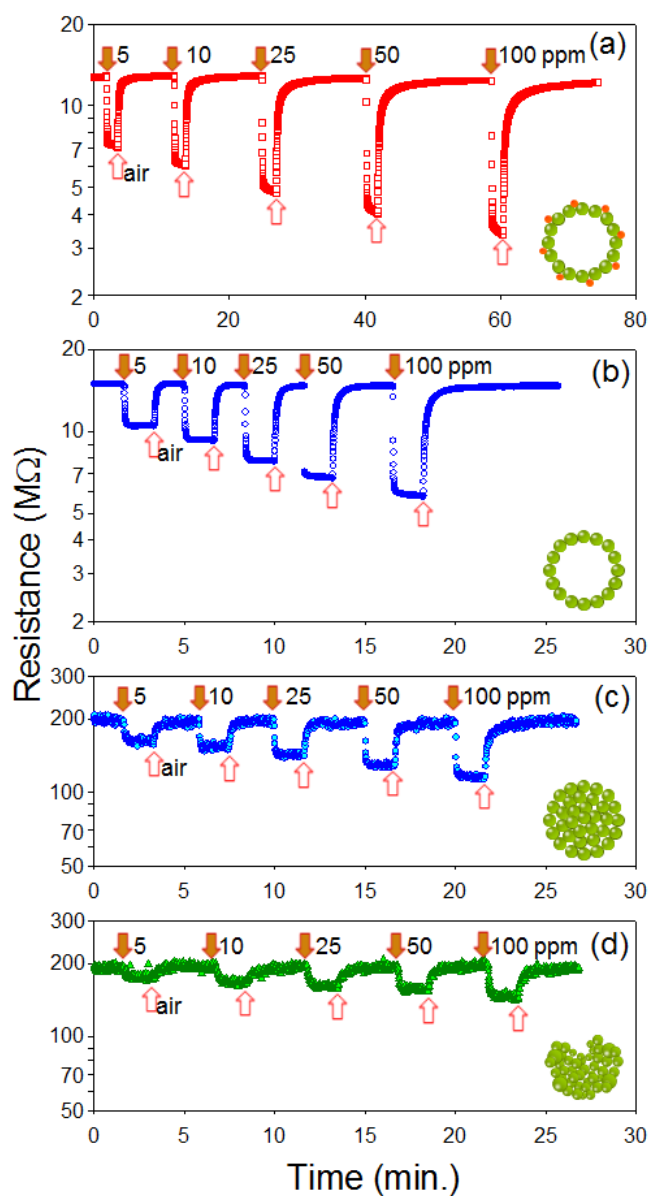 20
5 10 25 50 100 ppm (a)
10
7
air
5
4
3
2
0 20 40 60 80
20
5 10 25 50 100 ppm (b)
10
air
7
5
4
3
2
0 5 10 15 20 25 30
Resistance (MΩ)
300
5 10 25 50 100 ppm (c)
200
air
100
70
50
0 5 10 15 20 25 30
300
5 10 25 50 100 ppm (d)
200
air
100
70
50
0 5 10 15 20 25 30
Time (min.)